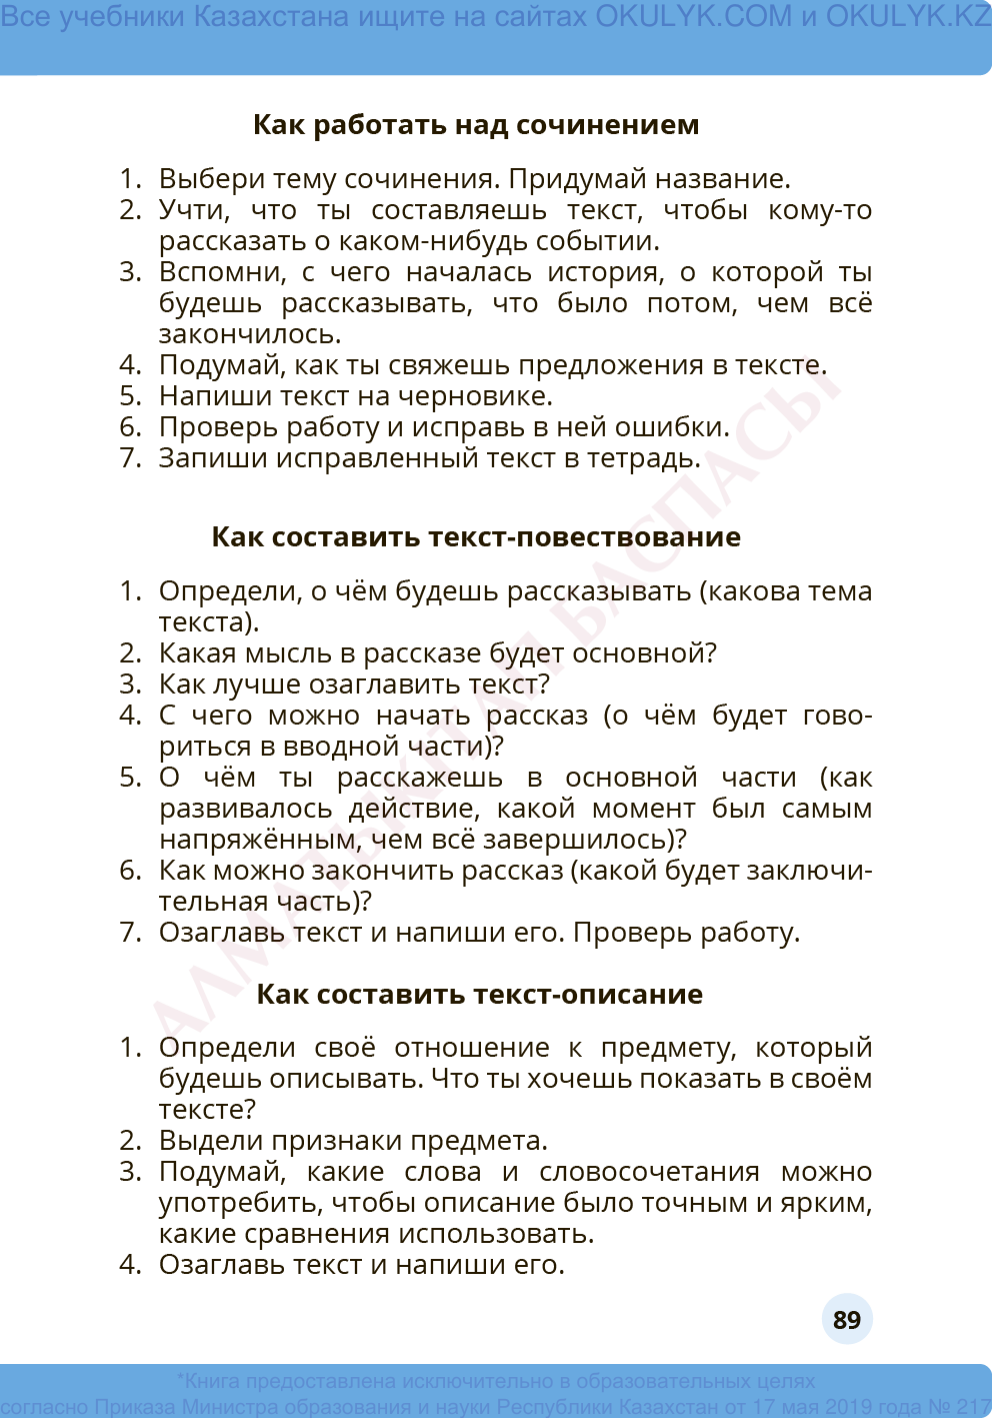 Все учебники Казахстана ищите на сайтах OKULYK.COM и OKULYK.KZ
Как работать над сочинением
1. Выбери тему сочинения. Придумай название.
2. Учти, что ты составляешь текст, чтобы кому-то
рассказать о каком-нибудь событии.
3. Вспомни, с чего началась история, о которой ты
будешь рассказывать, что было потом, чем всё
закончилось.
4. Подумай, как ты свяжешь предложения в тексте.
5. Напиши текст на черновике.
6. Проверь работу и исправь в ней ошибки.
7. Запиши исправленный текст в тетрадь.
Как составить текст-повествование
1. Определи, о чём будешь рассказывать (какова тема
текста).
2. Какая мысль в рассказе будет основной?
3. Как лучше озаглавить текст?
4. С чего можно начать рассказ (о чём будет гово-
риться в вводной части)?
5. О чём ты расскажешь в основной части (как
развивалось действие, какой момент был самым
напряжённым, чем всё завершилось)?
6. Как можно закончить рассказ (какой будет заключи-
тельная часть)?
7. Озаглавь текст и напиши его. Проверь работу.
Как составить текст-описание
1. Определи своё отношение к предмету, который
будешь описывать. Что ты хочешь показать в своём
тексте?
2. Выдели признаки предмета.
3. Подумай, какие слова и словосочетания можно
употребить, чтобы описание было точным и ярким,
какие сравнения использовать.
4. Озаглавь текст и напиши его.
АЛМАТЫКІТАП БАСПАСЫ
89
*Книга предоставлена исключительно в образовательных целях
согласно Приказа Министра образования и науки Республики Казахстан от 17 мая 2019 года № 217